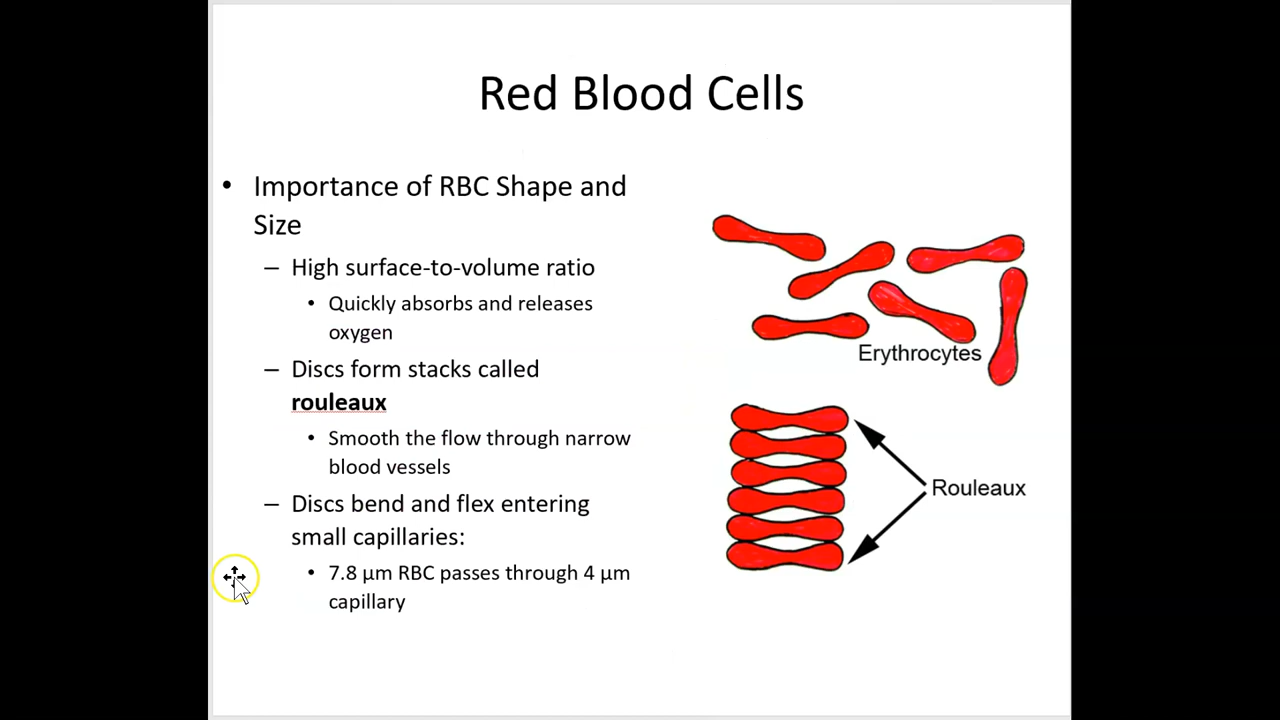 Red Blood Cells
• Importance of RBC Shape and
Size
– High surface-to-volume ratio
• Quickly absorbs and releases
oxygen
– Discs form stacks called
rouleaux
• Smooth the flow through narrow
blood vessels
– Discs bend and flex entering
small capillaries:
• 7.8 µm RBC passes through 4 µm
capillary
Erythrocytes
Rouleaux